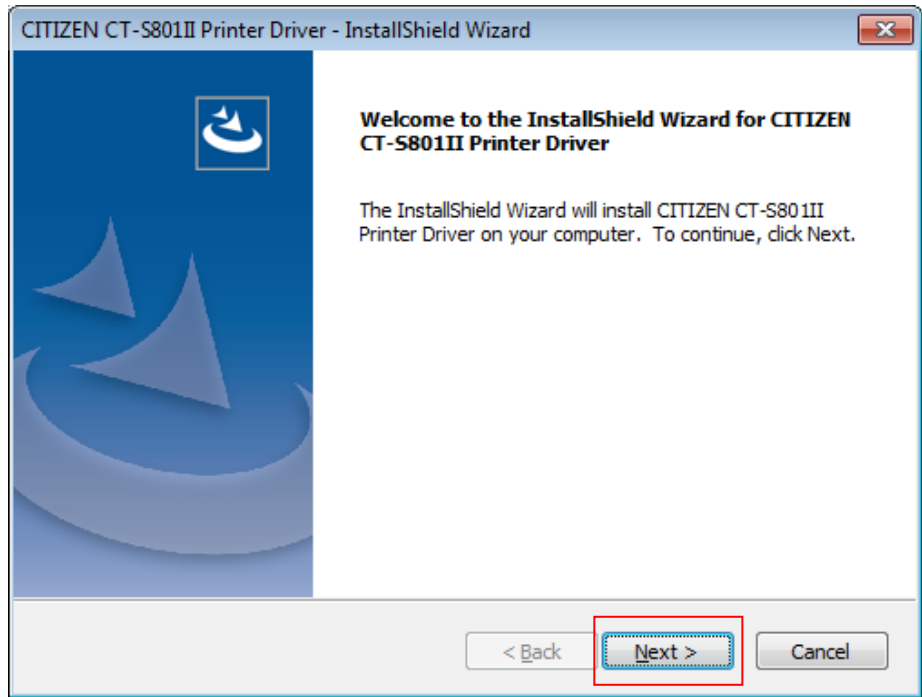 CITIZEN CT-S801II Printer Driver - InstallShield Wizard
Welcome to the InstallShield Wizard for CITIZEN
CT-S801II Printer Driver
The InstallShield Wizard will install CITIZEN CT-S801II
Printer Driver on your computer.  To continue, click Next.
< Back Next > Cancel